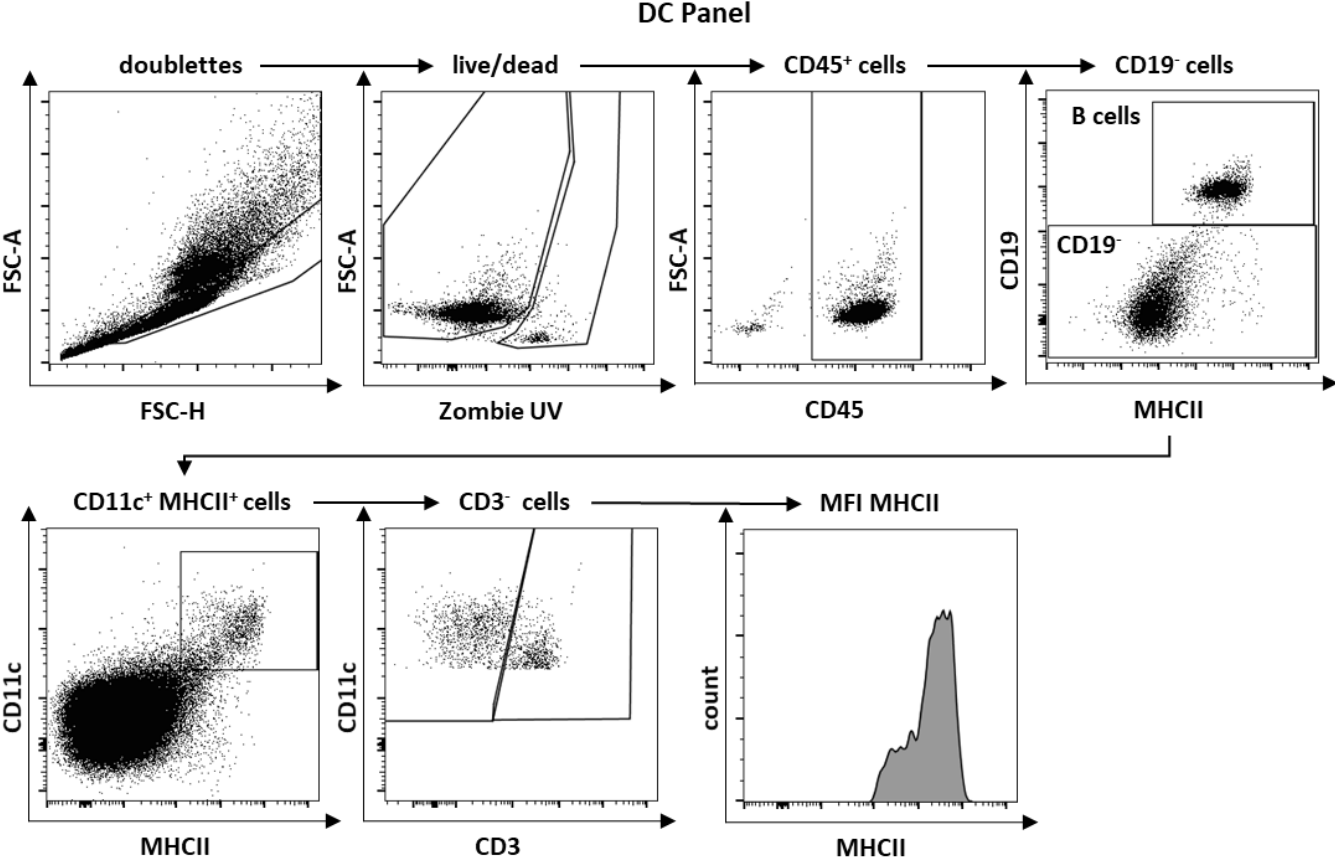 DC Panel
doublettes
live/dead
CD45⁺ cells
CD19⁻ cells
FSC-A
FSC-H
FSC-A
Zombie UV
FSC-A
CD45
B cells
CD19⁻
CD19
MHCII
CD11c⁺ MHCII⁺ cells
CD3⁻ cells
MFI MHCII
CD11c
MHCII
CD11c
CD3
count
MHCII